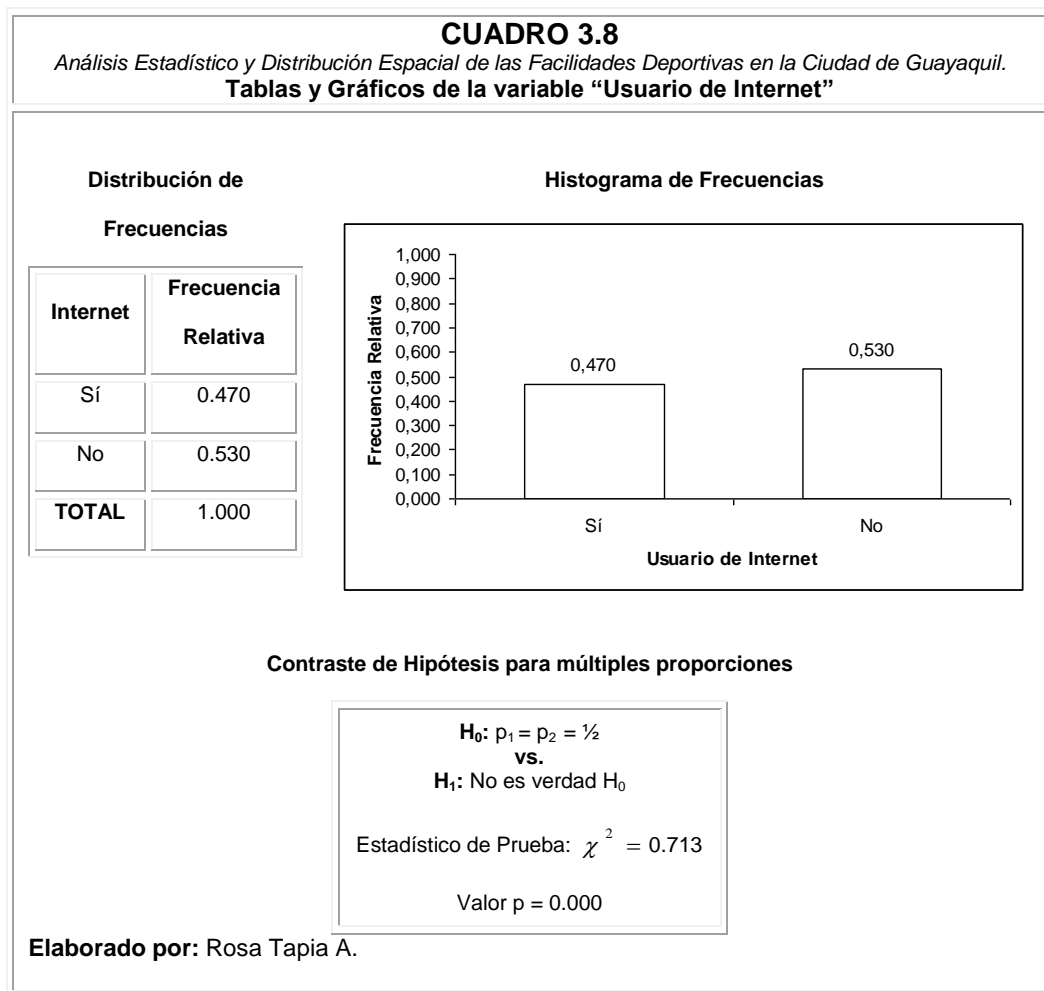 CUADRO 3.8
Análisis Estadístico y Distribución Espacial de las Facilidades Deportivas en la Ciudad de Guayaquil.
Tablas y Gráficos de la variable “Usuario de Internet”
Distribución de
Frecuencias
Internet
Frecuencia
Relativa
Sí 0.470
No 0.530
TOTAL 1.000
Histograma de Frecuencias
Frecuencia Relativa
1,000
0,900
0,800
0,700
0,600
0,500
0,400
0,300
0,200
0,100
0,000
0,470
0,530
Sí No
Usuario de Internet
Contraste de Hipótesis para múltiples proporciones
H₀: p₁ = p₂ = ½
vs.
H₁: No es verdad H₀
Estadístico de Prueba: χ² = 0.713
Valor p = 0.000
Elaborado por: Rosa Tapia A.